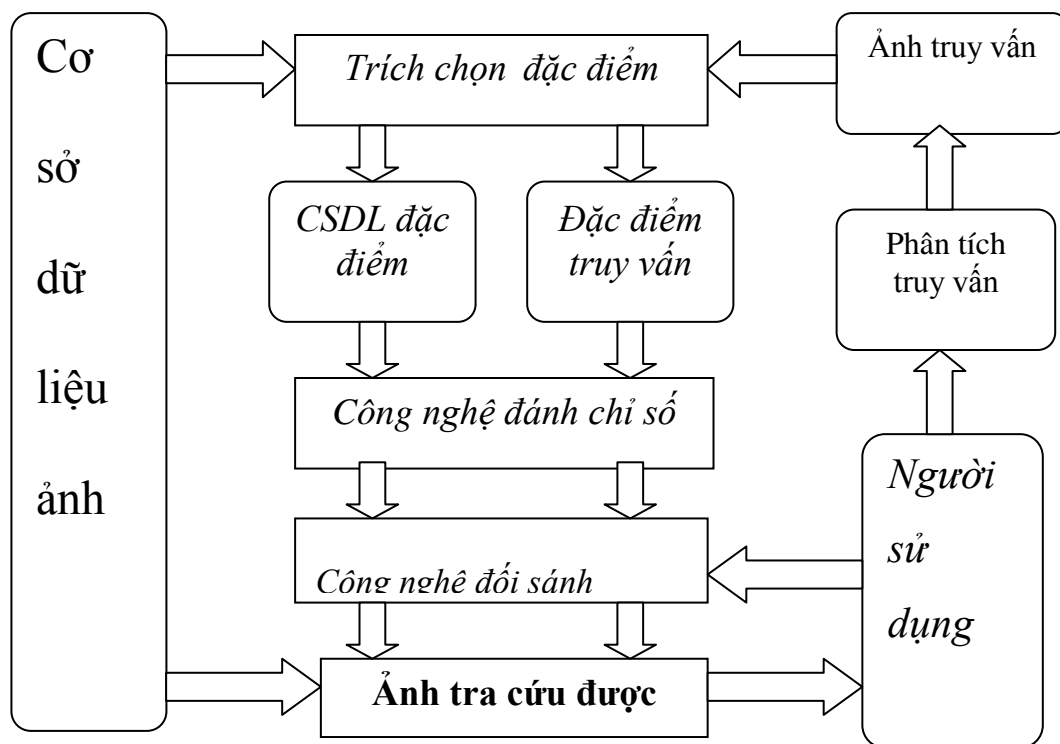 Cơ
sở
dữ
liệu
ảnh
Trích chọn đặc điểm
Ảnh truy vấn
CSDL đặc
điểm
Đặc điểm
truy vấn
Phân tích
truy vấn
Công nghệ đánh chỉ số
Người
sử
dụng
Công nghê đối sánh
Ảnh tra cứu được